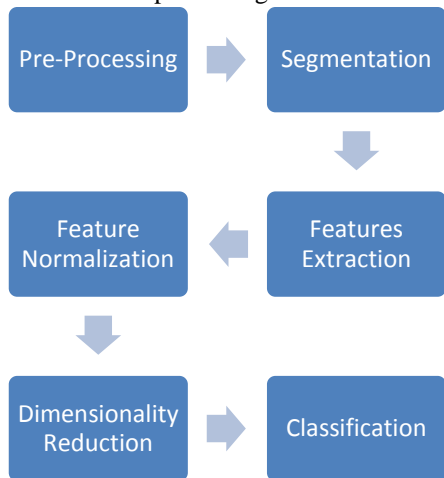 Pre-Processing
Segmentation
Features
Extraction
Feature
Normalization
Dimensionality
Reduction
Classification